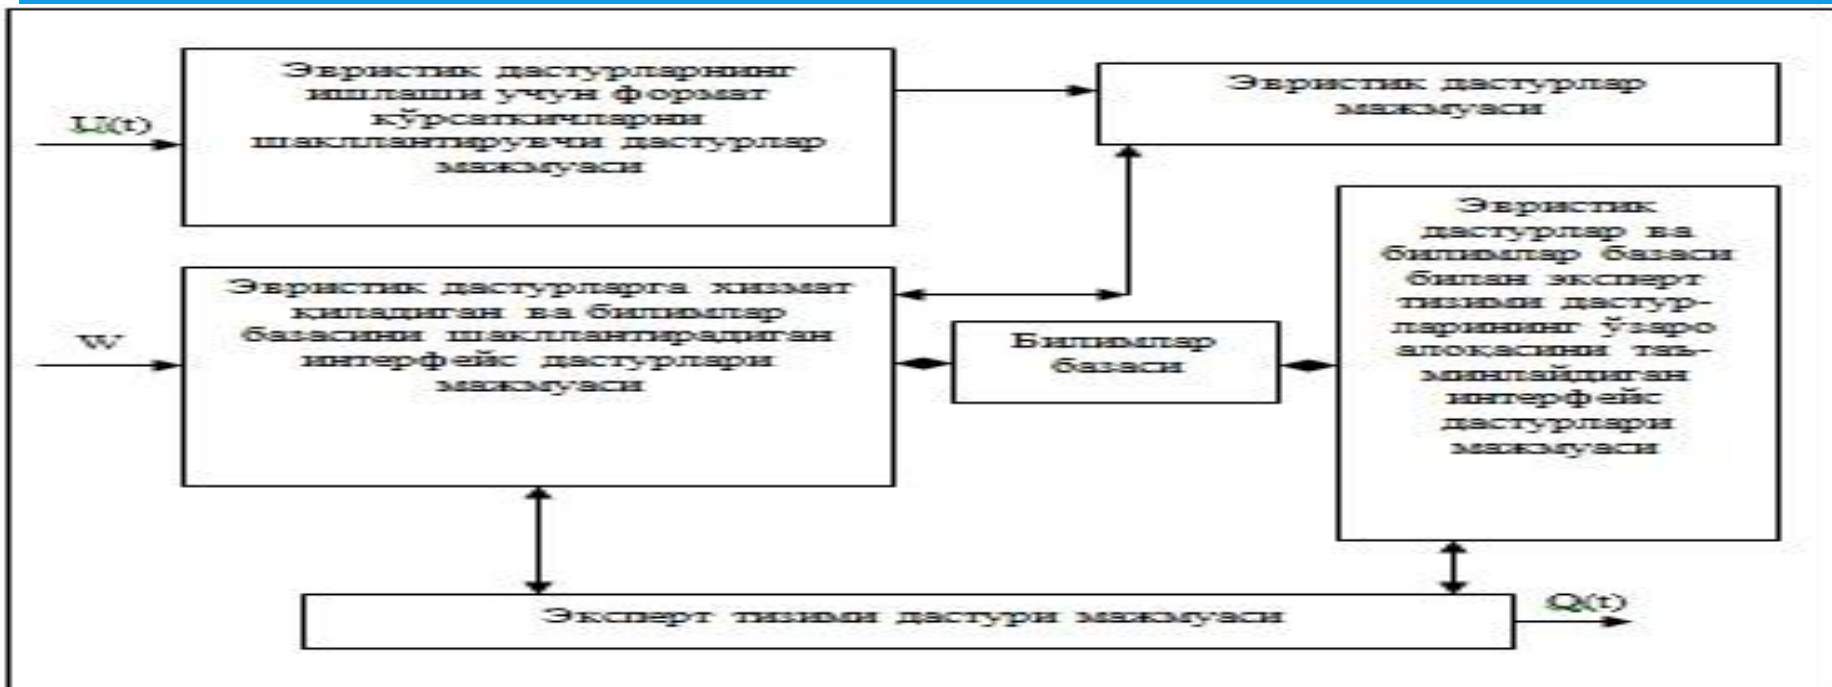 Эвристик дастурларнинг
ишлаши учун формат
кўрсаткичларни
шакллантирувчи дастурлар
мажмуаси
Эвристик дастурлар
мажмуаси
U(t)
Эвристик дастурларга хизмат
қиладиган ва билимлар
базасини шакллантирадиган
интерфейс дастурлари
мажмуаси
W
Билимлар
базаси
Эвристик
дастурлар ва
билимлар базаси
билан эксперт
тизими дастур-
ларининг ўзаро
алоқасини таъ-
минлайдиган
интерфейс
дастурлари
мажмуаси
Эксперт тизими дастури мажмуаси
Q(t)